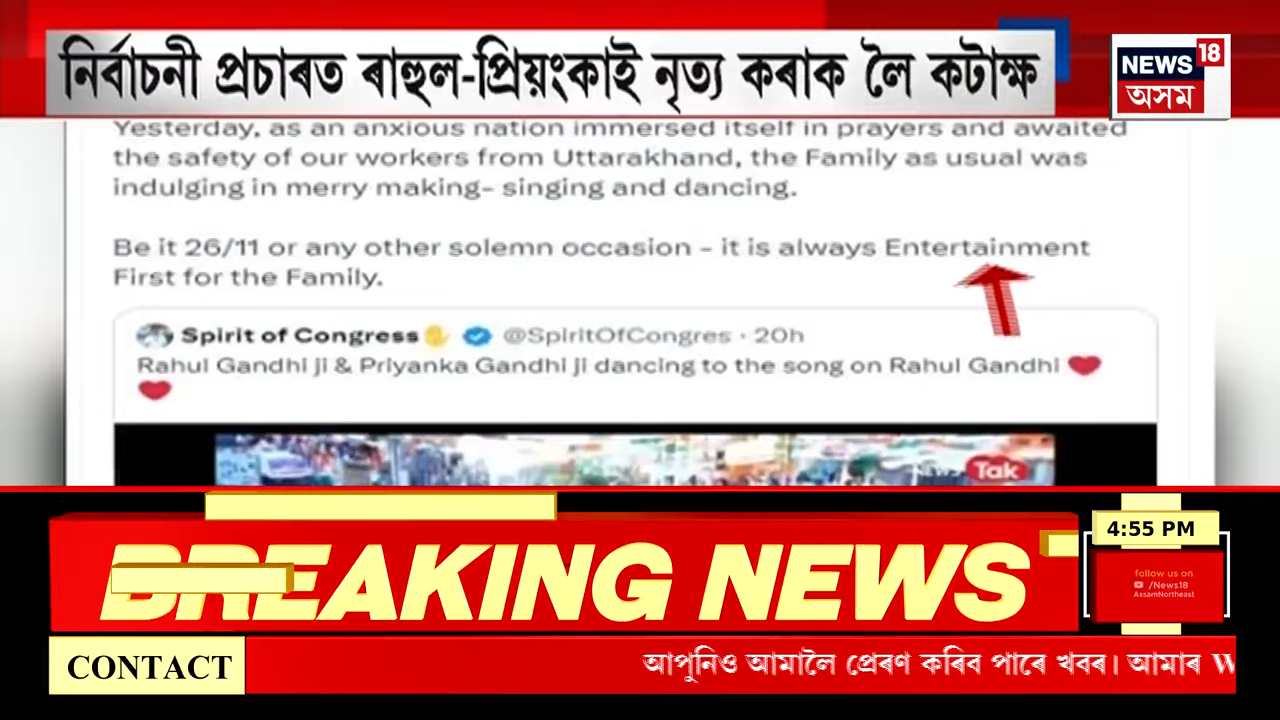 নিৰ্বাচনী প্ৰচাৰত ৰাহুল-প্ৰিয়ংকাই নৃত্য কৰাক লৈ কটাক্ষ
NEWS 18
অসম
Yesterday, as an anxious nation immersed itself in prayers and awaited
the safety of our workers from Uttarakhand, the Family as usual was
indulging in merry making- singing and dancing.
Be it 26/11 or any other solemn occasion - it is always Entertainment
First for the Family.
Spirit of Congress @SpiritOfCongres · 20h
Rahul Gandhi ji & Priyanka Gandhi ji dancing to the song on Rahul Gandhi ❤️
❤️
NEWS Tak
BREAKING NEWS
4:55 PM
follow us on
/News18
AssamNortheast
CONTACT
আপুনিও আমালৈ প্ৰেৰণ কৰিব পাৰে খবৰ। আমাৰ W